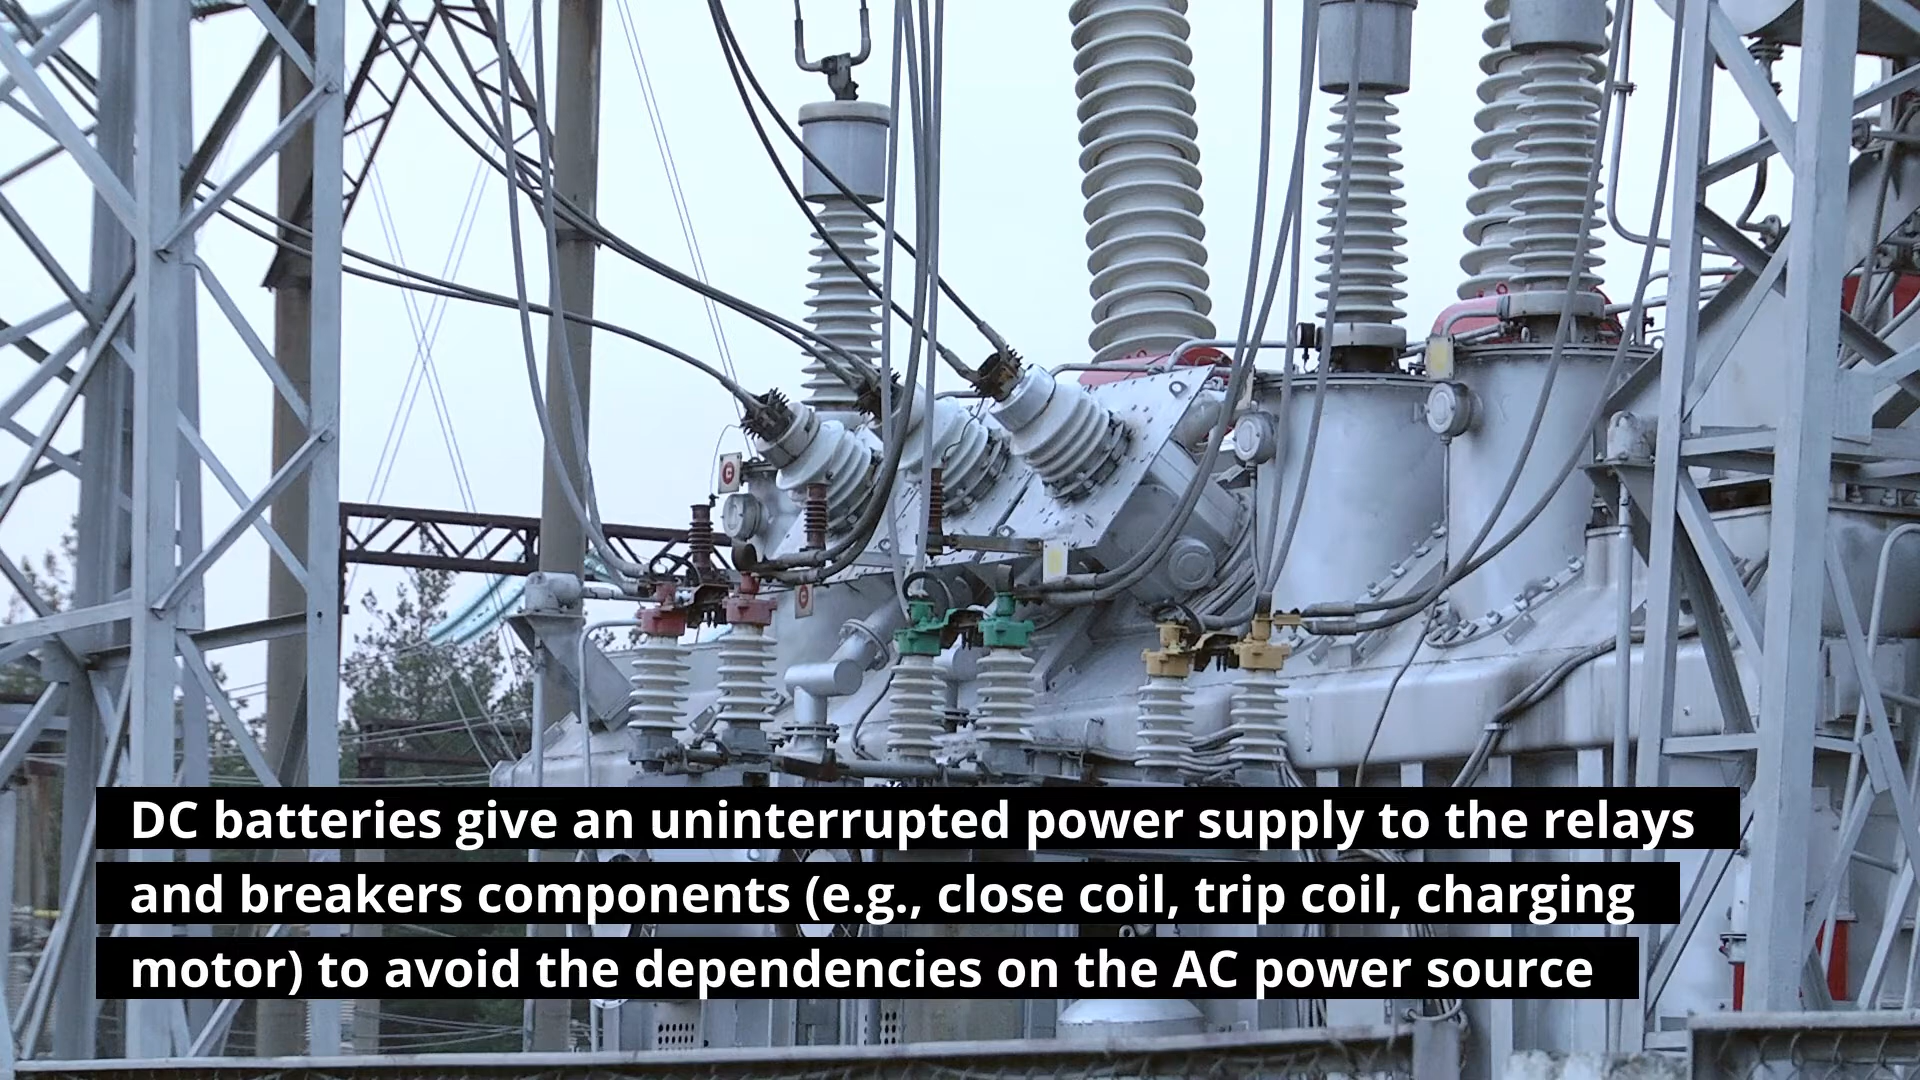 DC batteries give an uninterrupted power supply to the relays
and breakers components (e.g., close coil, trip coil, charging
motor) to avoid the dependencies on the AC power source